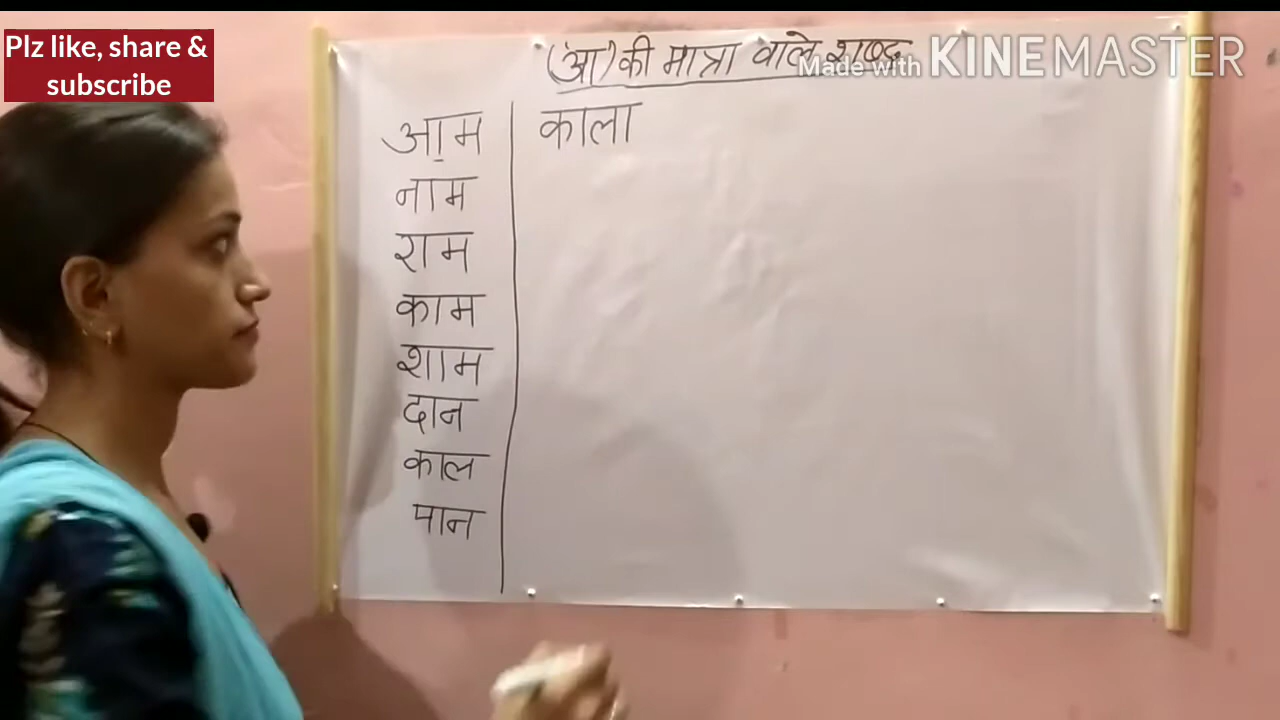 Plz like, share &
subscribe
(आ) की मात्रा वाले शब्द
Made with KINEMASTER
आम
नाम
राम
काम
शाम
दान
काल
पान
काला